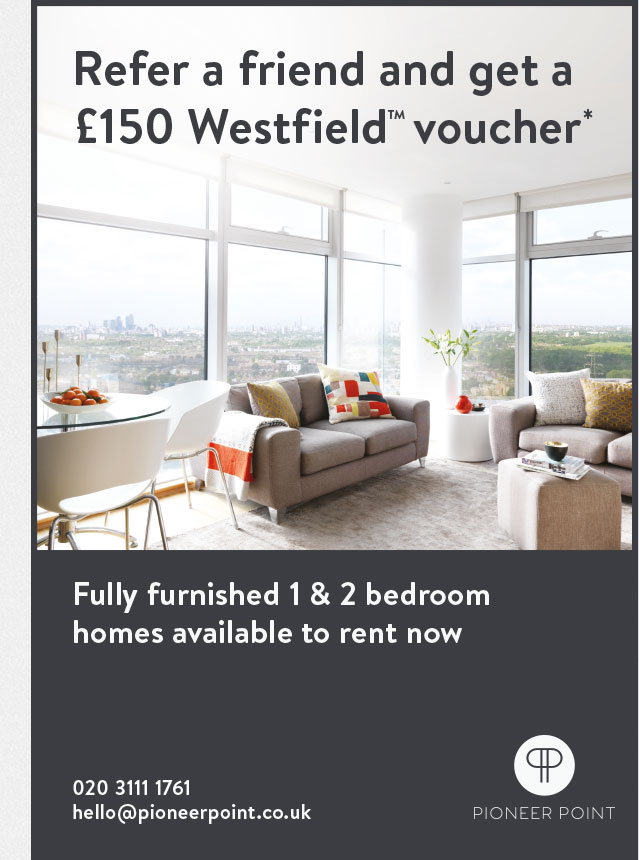 Refer a friend and get a
£150 Westfield™ voucher*
Fully furnished 1 & 2 bedroom
homes available to rent now
020 3111 1761
hello@pioneerpoint.co.uk
PIONEER POINT